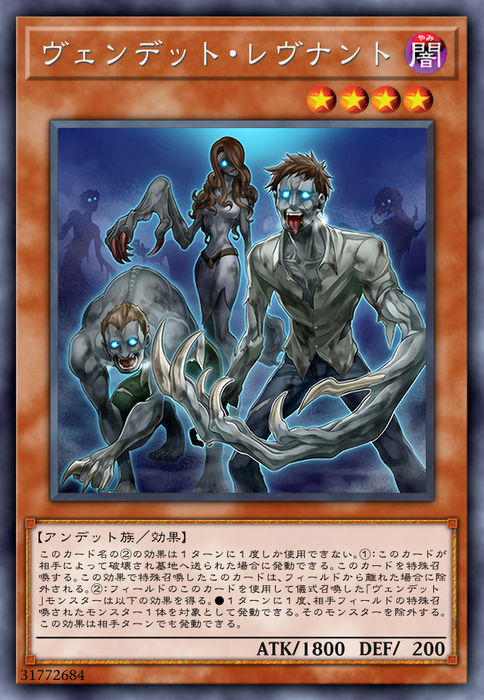 ヴェンデット・レヴナント
やみ
闇
【アンデット族／効果】
このカード名の②の効果は１ターンに１度しか使用できない。①：このカードが
相手によって破壊され墓地へ送られた場合に発動できる。このカードを特殊召
喚する。この効果で特殊召喚したこのカードは、フィールドから離れた場合に除
外される。②：フィールドのこのカードを使用して儀式召喚した「ヴェンデット
」モンスターは以下の効果を得る。●１ターンに１度、相手フィールドの特殊召喚
されたモンスター１体を対象として発動できる。そのモンスターを除外する。
この効果は相手ターンでも発動できる。
ATK/1800 DEF/ 200
31772684